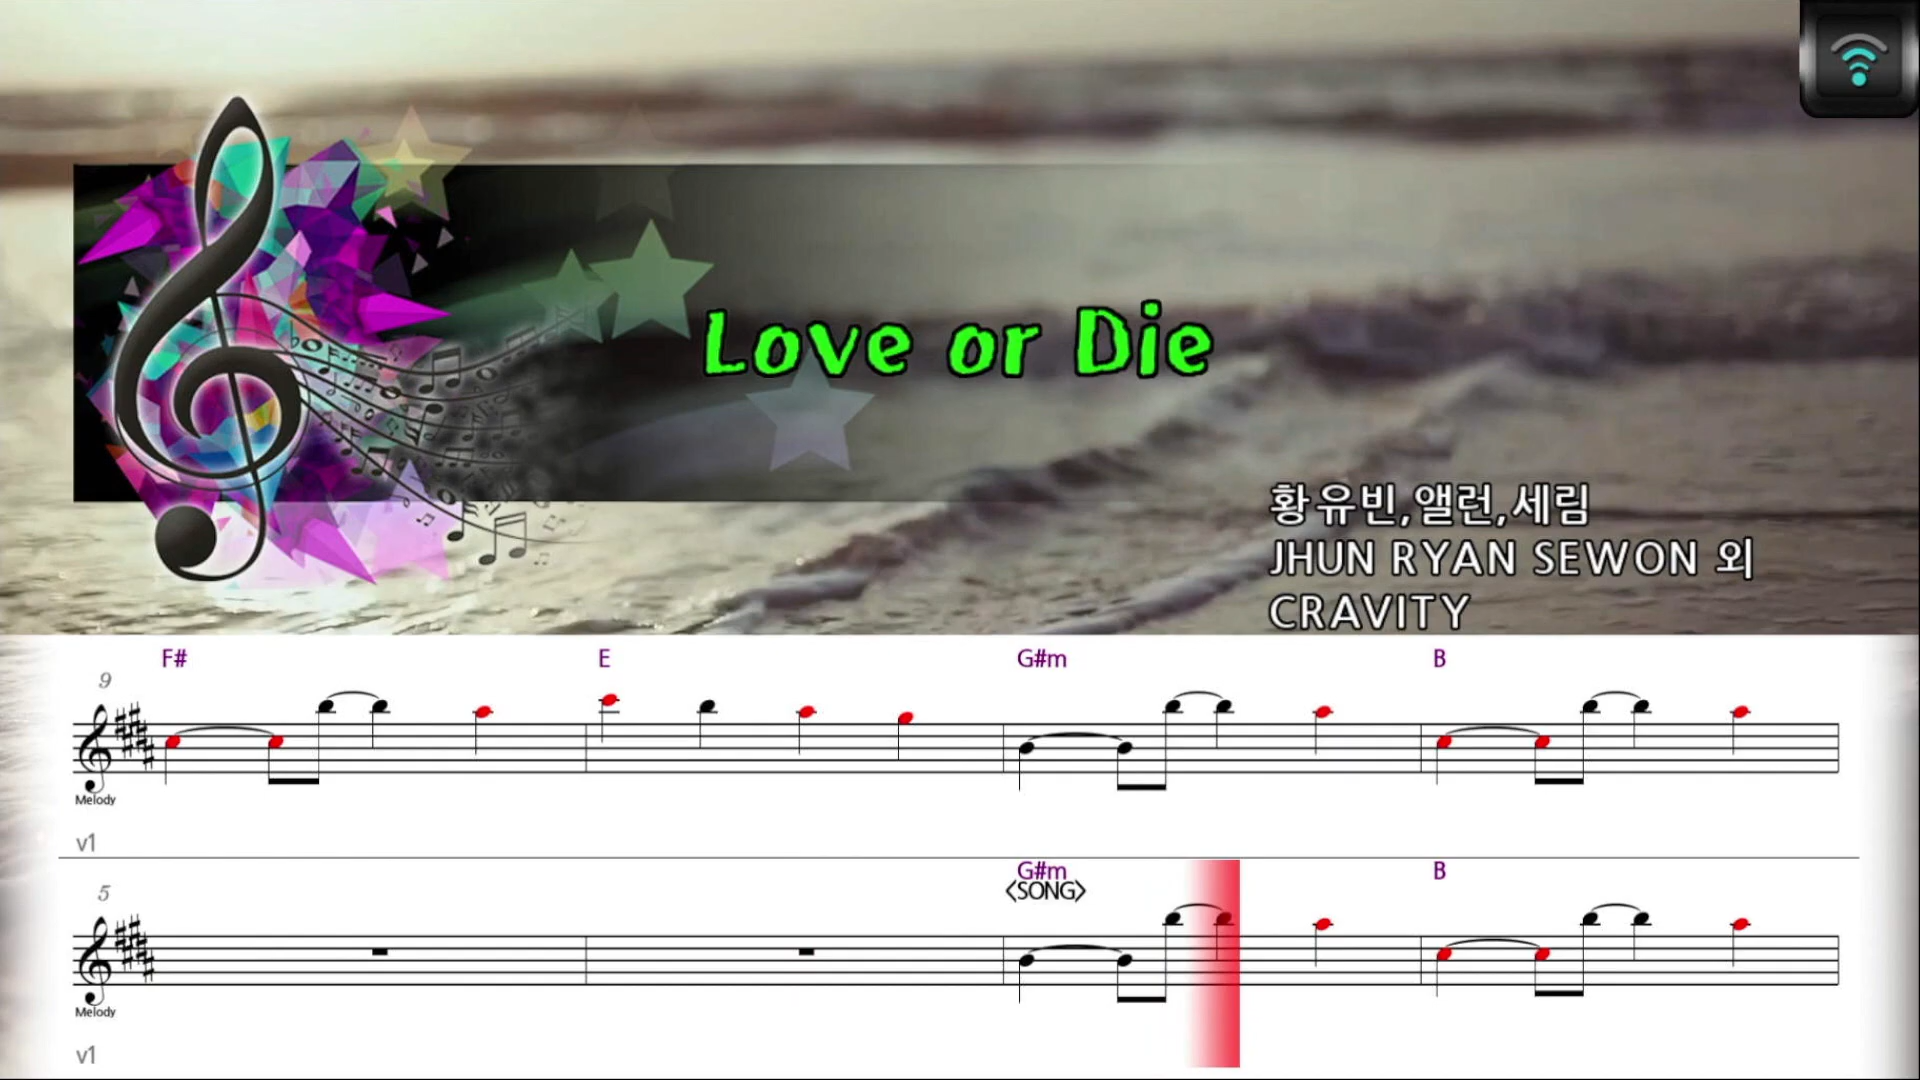 Love or Die
황유빈,앨런,세림
JHUN RYAN SEWON 외
CRAVITY
F# E G#m B
9
Melody
v1
G#m B
<SONG>
5
Melody
v1